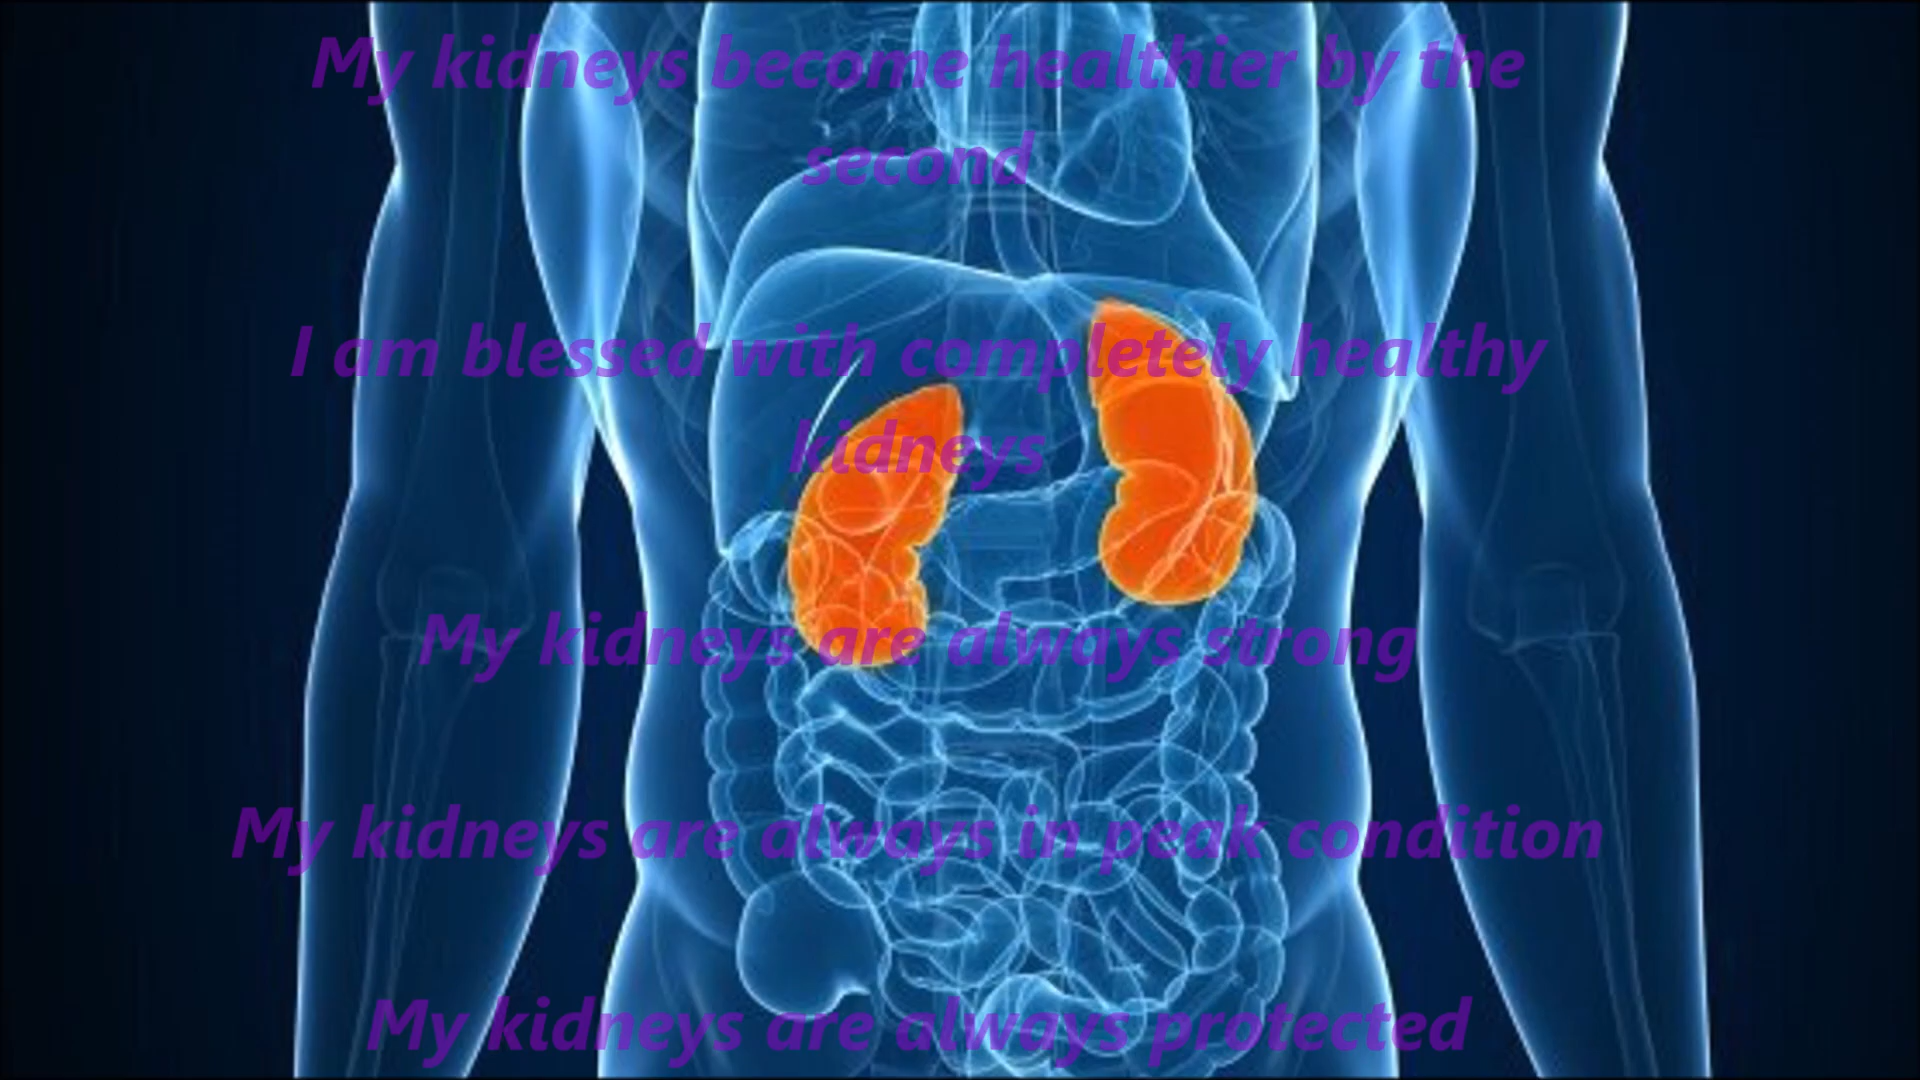 My kidneys become healthier by the
second
I am blessed with completely healthy
kidneys
My kidneys are always strong
My kidneys are always in peak condition
My kidneys are always protected